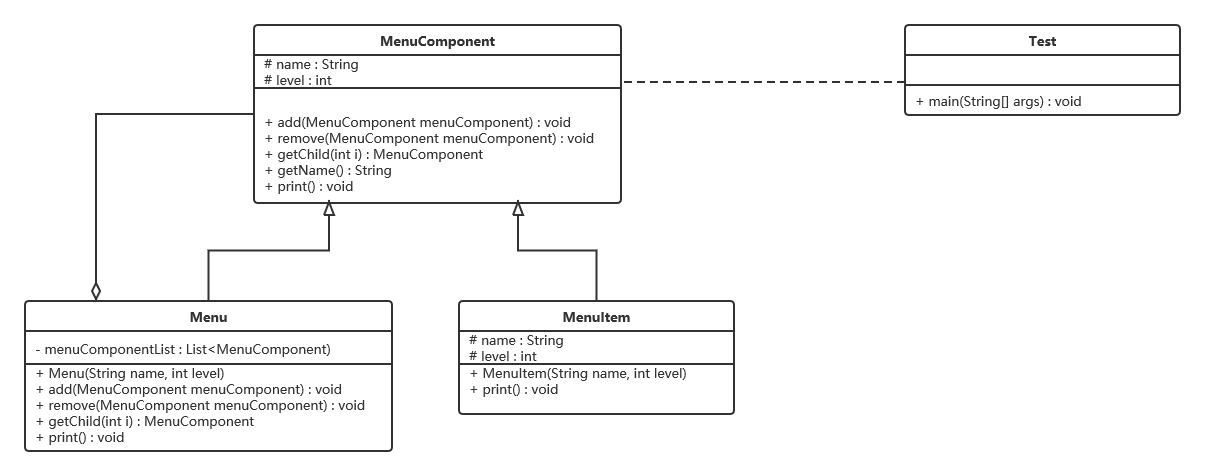 MenuComponent
# name : String
# level : int
+ add(MenuComponent menuComponent) : void
+ remove(MenuComponent menuComponent) : void
+ getChild(int i) : MenuComponent
+ getName() : String
+ print() : void
Test
+ main(String[] args) : void
Menu
- menuComponentList : List<MenuComponent)
+ Menu(String name, int level)
+ add(MenuComponent menuComponent) : void
+ remove(MenuComponent menuComponent) : void
+ getChild(int i) : MenuComponent
+ print() : void
MenuItem
# name : String
# level : int
+ MenuItem(String name, int level)
+ print() : void